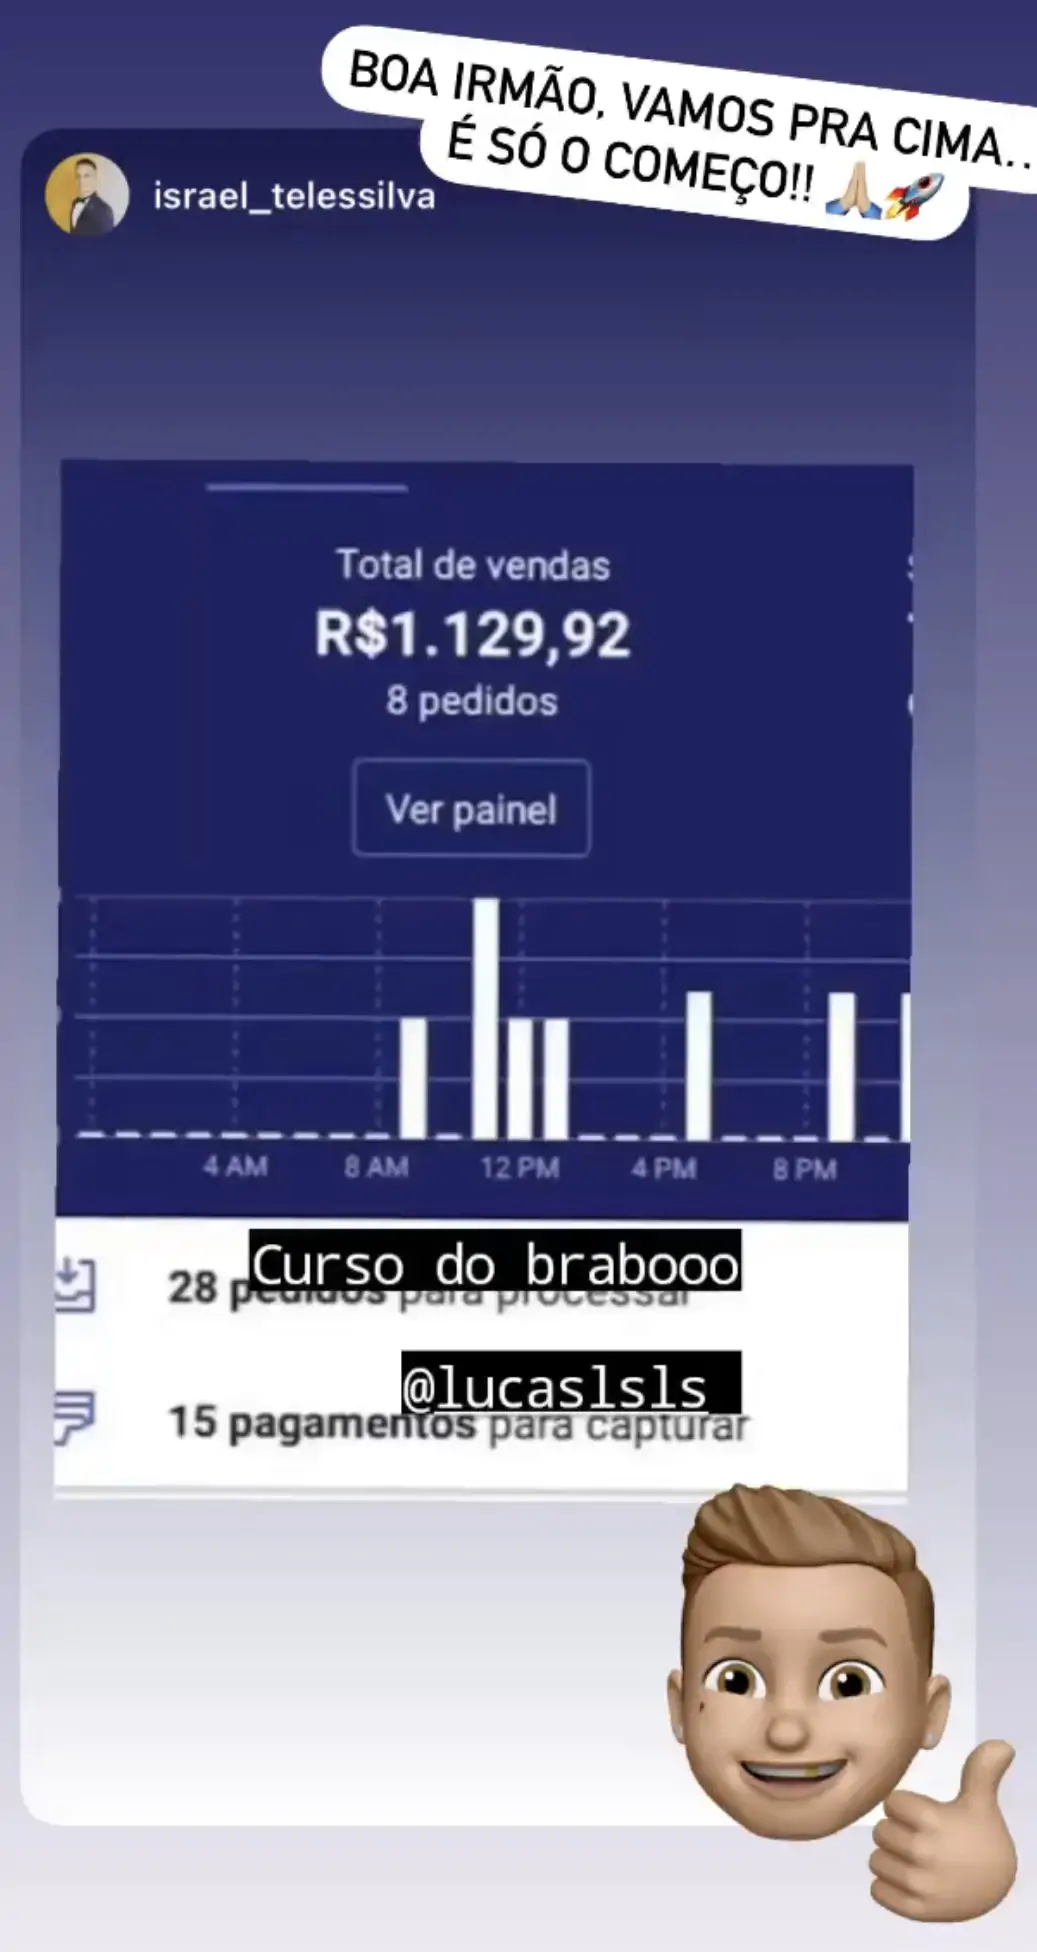 BOA IRMÃO, VAMOS PRA CIMA..
É SÓ O COMEÇO!! 🙏🏼🚀
israel_telessilva
Total de vendas
R$1.129,92
8 pedidos
Ver painel
4 AM 8 AM 12 PM 4 PM 8 PM
Curso do brabooo
28 pedidos para processar
@lucaslsls
15 pagamentos para capturar